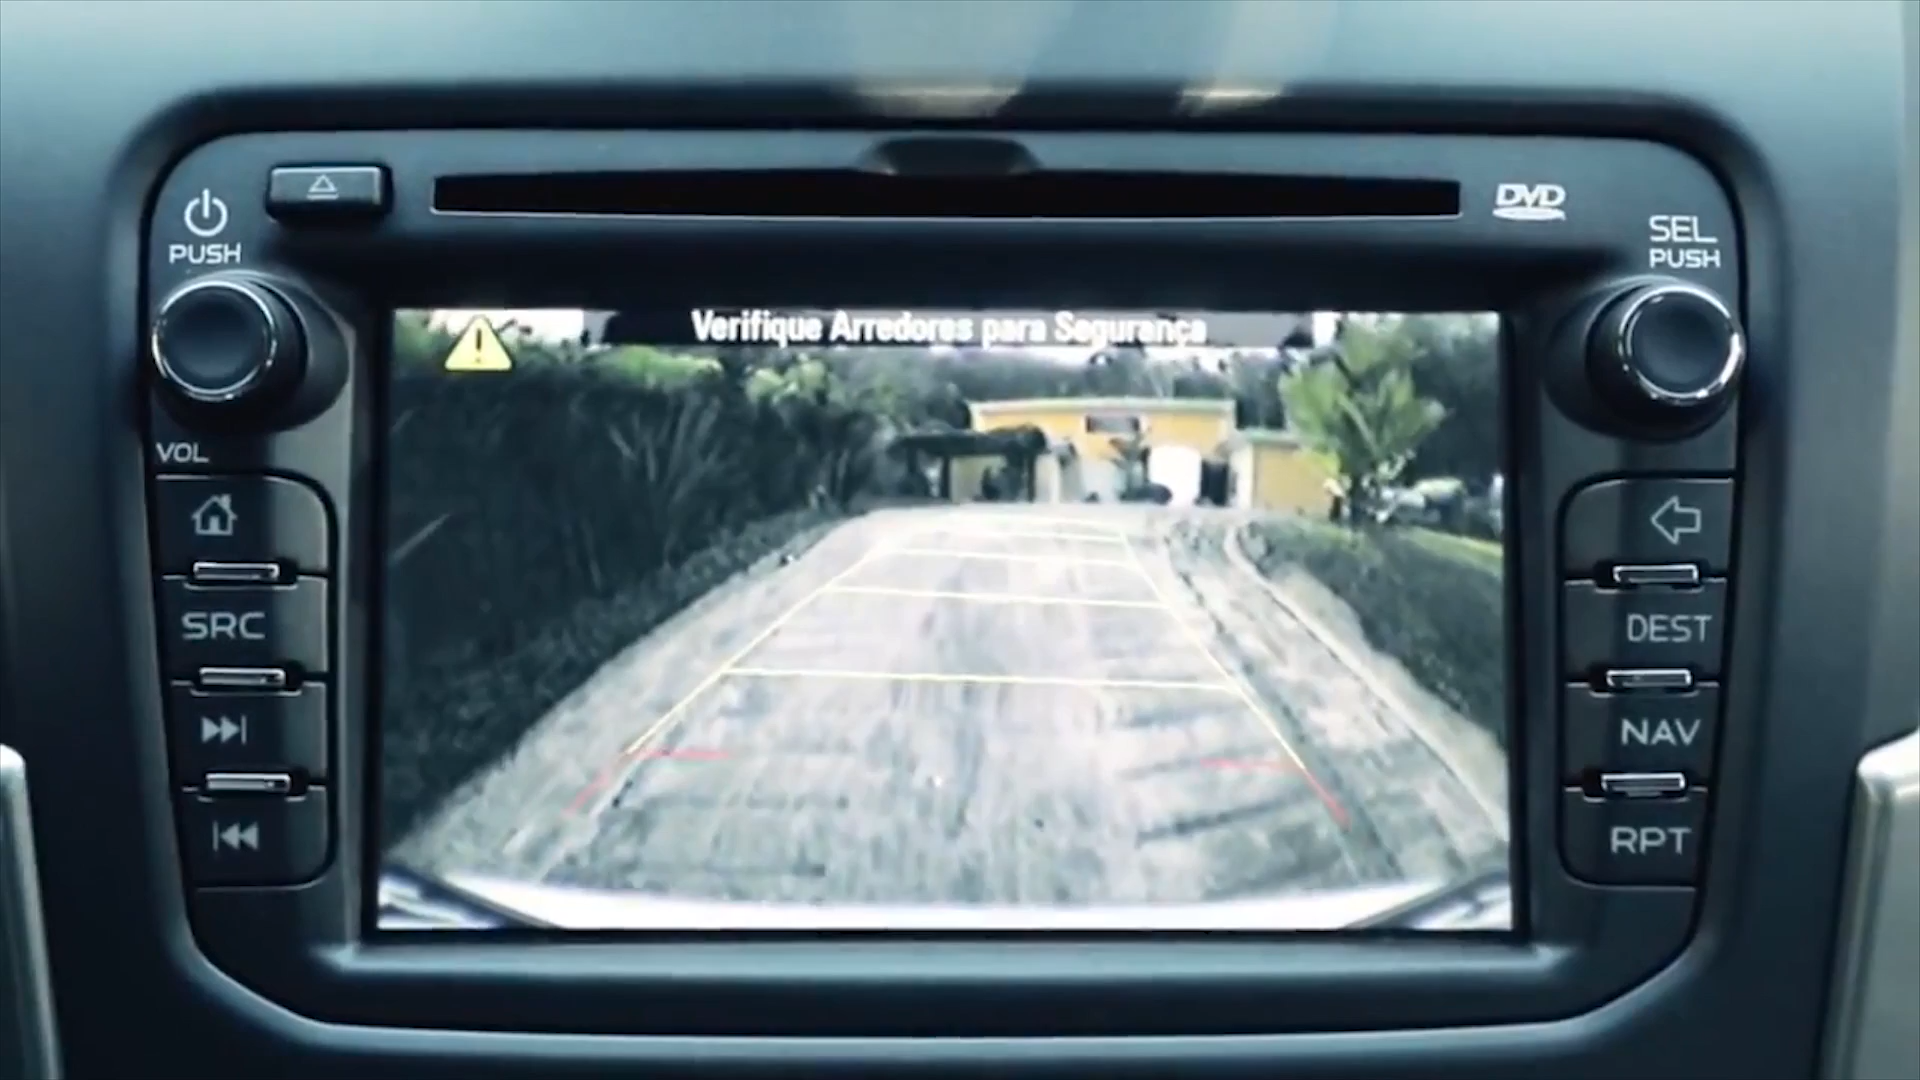 DVD
PUSH
SEL
PUSH
Verifique Arredores para Segurança
VOL
SRC
DEST
NAV
RPT